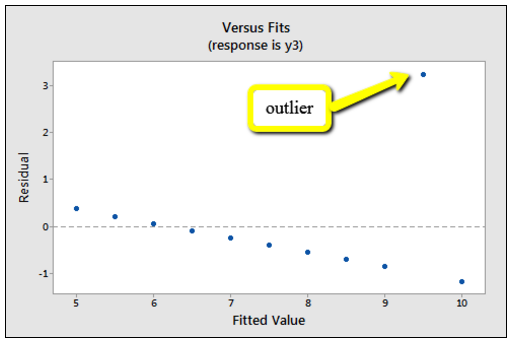 Versus Fits
(response is y3)
outlier
Residual
3
2
1
0
-1
5 6 7 8 9 10
Fitted Value